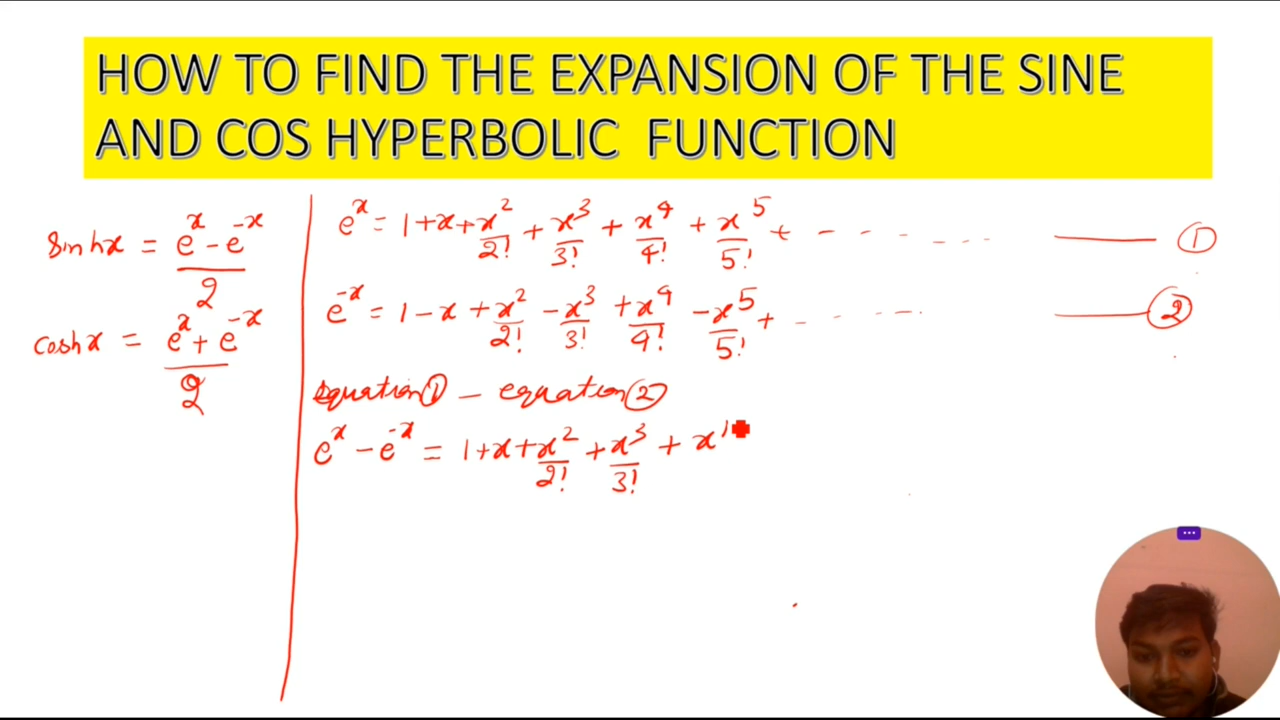 HOW TO FIND THE EXPANSION OF THE SINE
AND COS HYPERBOLIC FUNCTION
sinhx = (e^x - e^-x)/2
coshx = (e^x + e^-x)/2
e^x = 1 + x + x^2/2! + x^3/3! + x^4/4! + x^5/5! + - - - - - - ——— ①
e^-x = 1 - x + x^2/2! - x^3/3! + x^4/4! - x^5/5! + - - - - - ——— ②
equation ① - equation ②
e^x - e^-x = 1 + x + x^2/2! + x^3/3! + x